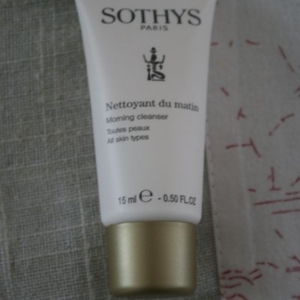 SOTHYS
PARIS
Nettoyant du matin
Morning cleanser
Toutes peaux
All skin types
15 ml e - 0.50 FL.OZ